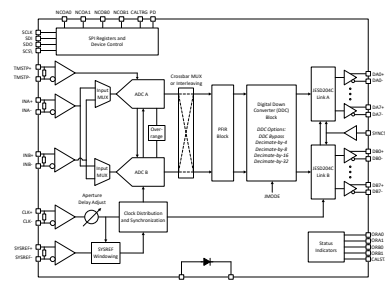 NCOA0 NCOA1 NCOB0 NCOB1 CALTRG PD
SCLK
SDI
SDO
SCS\
SPI Registers and
Device Control
TMSTP+
TMSTP-
INA+
INA-
Input
MUX
ADC A
Crossbar MUX
or Interleaving
Over-
range
INB+
INB-
Input
MUX
ADC B
PFIR
Block
Digital Down
Converter (DDC)
Block
DDC Options:
DDC Bypass
Decimate-by-4
Decimate-by-8
Decimate-by-16
Decimate-by-32
JMODE
JESD204C
Link A
JESD204C
Link B
DA0+
DA0-
DA7+
DA7-
SYNCS
DB0+
DB0-
DB7+
DB7-
Aperture
Delay Adjust
CLK+
CLK-
Clock Distribution
and Synchronization
SYSREF+
SYSREF-
SYSREF
Windowing
Status
Indicators
ORA0
ORA1
ORB0
ORB1
CALST